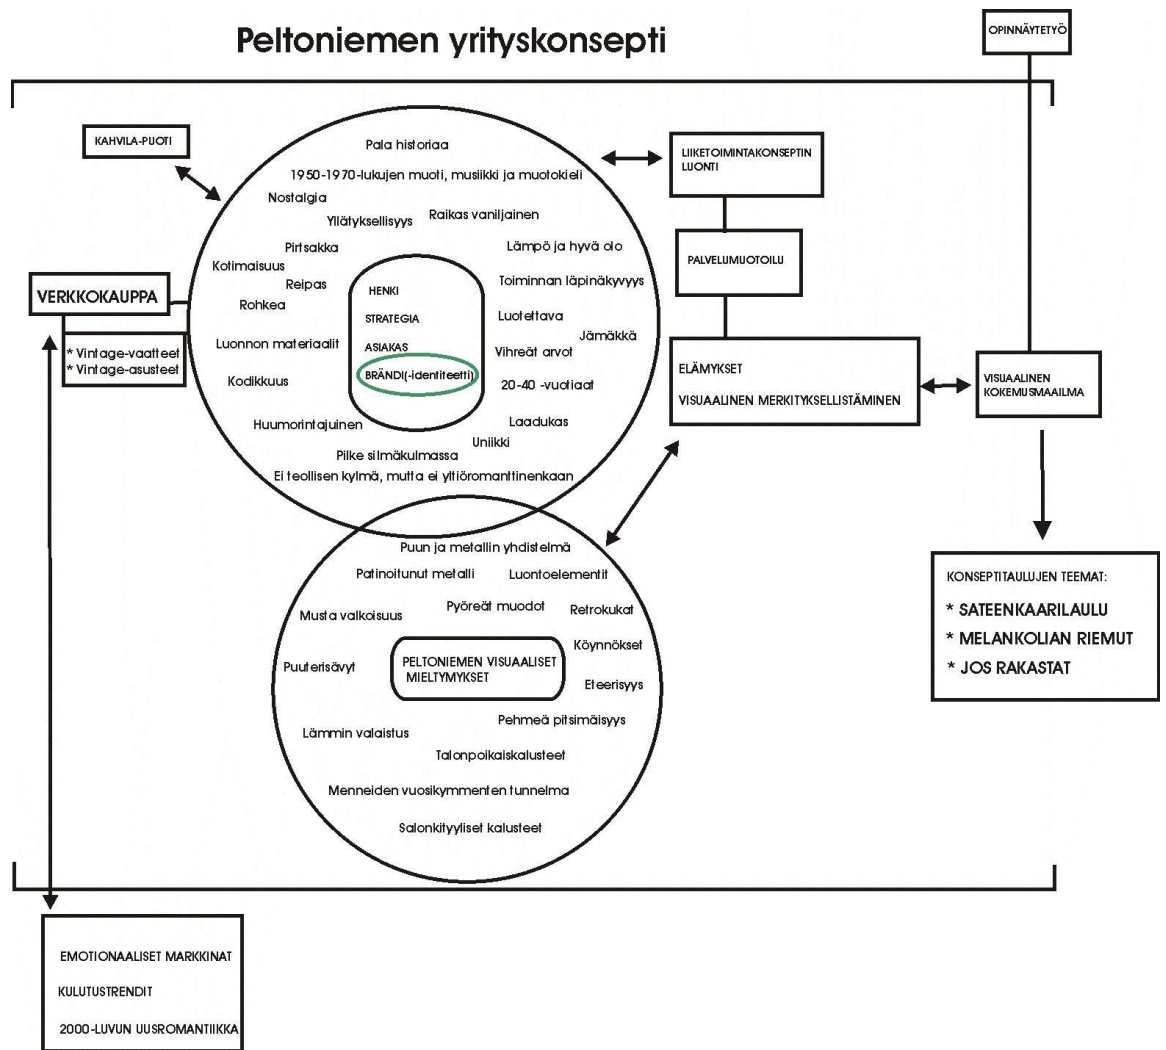 Peltoniemen yrityskonsepti
OPINNÄYTETYÖ
KAHVILA-PUOTI
Pala historiaa
1950-1970-lukujen muoti, musiikki ja muotokieli
Nostalgia
Yllätyksellisyys
Raikas vaniljainen
Pirtsakka
Lämpö ja hyvä olo
Kotimaisuus
Reipas
Toiminnan läpinäkyvyys
Rohkea
Luotettava
Luonnon materiaalit
Jämäkkä
Vihreät arvot
Kodikkuus
20-40 -vuotiaat
Laadukas
Huumorintajuinen
Uniikki
Pilke silmäkulmassa
Ei teollisen kylmä, mutta ei yltiöromanttinenkaan
HENKI
STRATEGIA
ASIAKAS
BRÄNDI(-identiteetti)
VERKKOKAUPPA
* Vintage-vaatteet
* Vintage-asusteet
LIIKETOIMINTAKONSEPTIN
LUONTI
PALVELUMUOTOILU
ELÄMYKSET
VISUAALINEN MERKITYKSELLISTÄMINEN
VISUAALINEN
KOKEMUSMAAILMA
KONSEPTITAULUJEN TEEMAT:
* SATEENKAARILAULU
* MELANKOLIAN RIEMUT
* JOS RAKASTAT
Puun ja metallin yhdistelmä
Patinoitunut metalli
Luontoelementit
Musta valkoisuus
Pyöreät muodot
Retrokukat
Köynnökset
Puuterisävyt
PELTONIEMEN VISUAALISET
MIELTYMYKSET
Eteerisyys
Pehmeä pitsimäisyys
Lämmin valaistus
Talonpoikaiskalusteet
Menneiden vuosikymmenten tunnelma
Salonkityyliset kalusteet
EMOTIONAALISET MARKKINAT
KULUTUSTRENDIT
2000-LUVUN UUSROMANTIIKKA